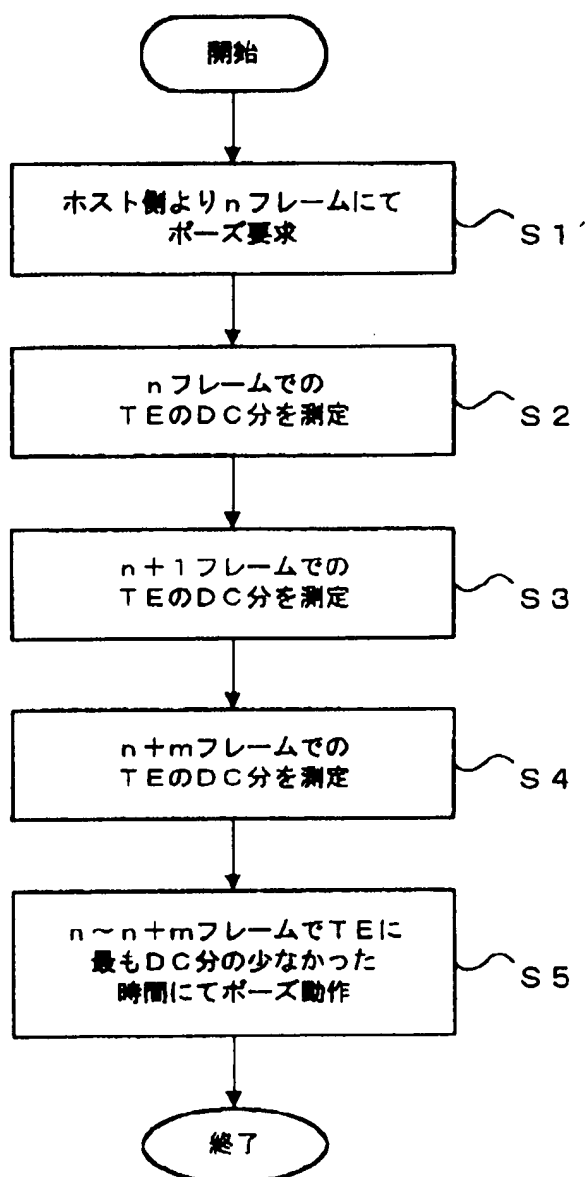 開始
ホスト側よりnフレームにて
ポーズ要求
S1′
nフレームでの
TEのDC分を測定
S2
n+1フレームでの
TEのDC分を測定
S3
n+mフレームでの
TEのDC分を測定
S4
n~n+mフレームでTEに
最もDC分の少なかった
時間にてポーズ動作
S5
終了